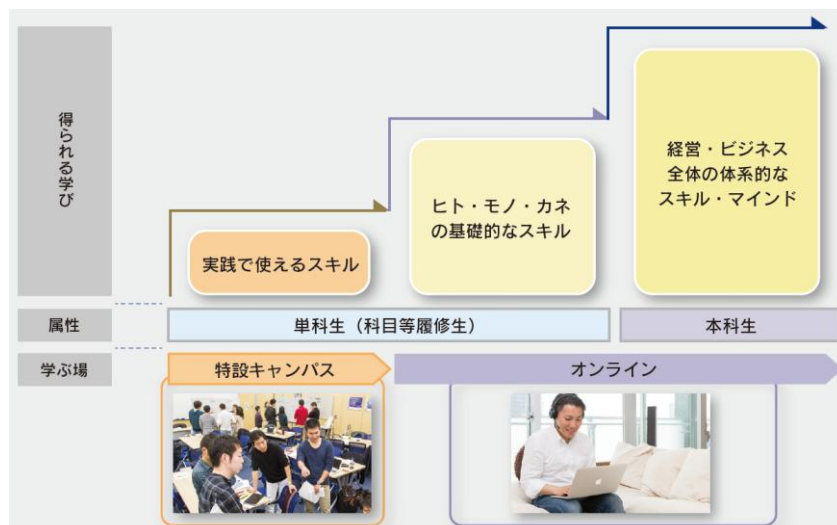 得られる学び
実践で使えるスキル
ヒト・モノ・カネ
の基礎的なスキル
経営・ビジネス
全体の体系的な
スキル・マインド
属性
単科生（科目等履修生）
本科生
学ぶ場
特設キャンパス
オンライン